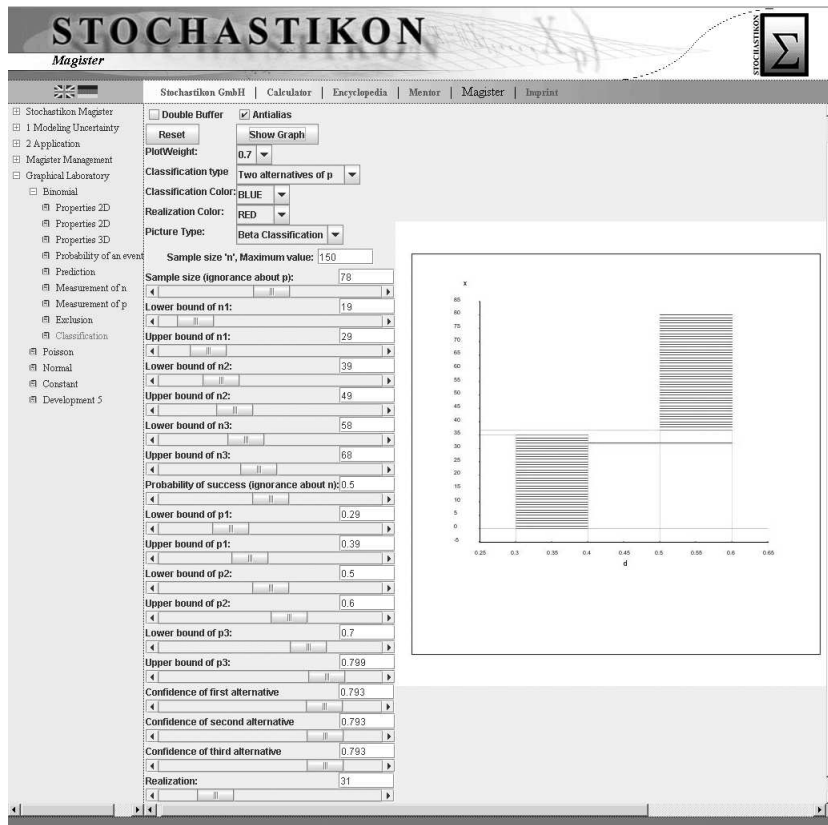 STOCHASTIKON
Magister
STOCHASTIKON
Σ
Stochastikon GmbH | Calculator | Encyclopedia | Mentor | Magister | Imprint
Stochastikon Magister
1 Modeling Uncertainty
2 Application
Magister Management
Graphical Laboratory
Binomial
Properties 2D
Properties 2D
Properties 3D
Probability of an event
Prediction
Measurement of n
Measurement of p
Exclusion
Classification
Poisson
Normal
Constant
Development 5
Double Buffer Antialias
Reset Show Graph
PlotWeight: 0.7
Classification type Two alternatives of p
Classification Color: BLUE
Realization Color: RED
Picture Type: Beta Classification
Sample size 'n', Maximum value: 150
Sample size (ignorance about p): 78
Lower bound of n1: 19
Upper bound of n1: 29
Lower bound of n2: 39
Upper bound of n2: 49
Lower bound of n3: 58
Upper bound of n3: 68
Probability of success (ignorance about n): 0.5
Lower bound of p1: 0.29
Upper bound of p1: 0.39
Lower bound of p2: 0.5
Upper bound of p2: 0.6
Lower bound of p3: 0.7
Upper bound of p3: 0.799
Confidence of first alternative 0.793
Confidence of second alternative 0.793
Confidence of third alternative 0.793
Realization: 31
x
85
80
75
70
65
60
55
50
45
40
35
30
25
20
15
10
5
0
-5
0.25 0.3 0.35 0.4 0.45 0.5 0.55 0.6 0.65
d